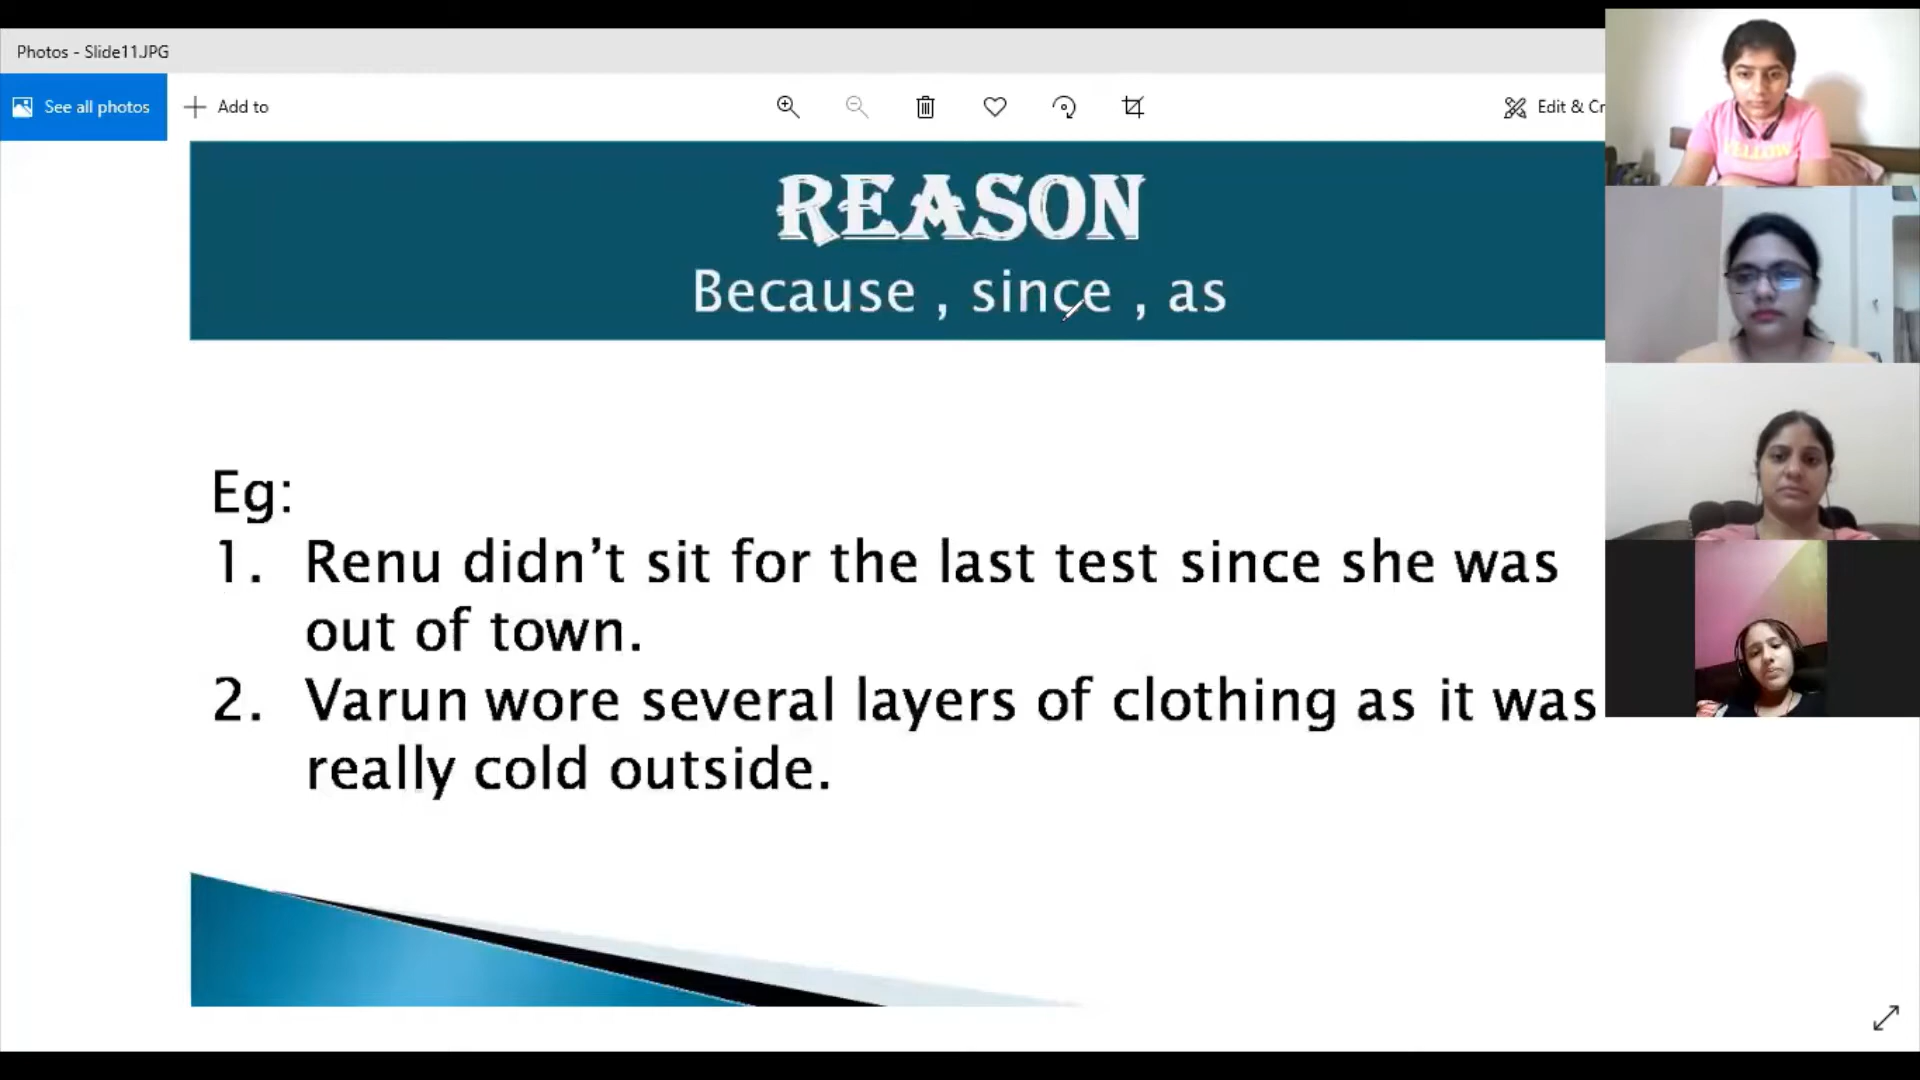 Photos - Slide11.JPG
See all photos
Add to
Edit & Cr
REASON
Because , since , as
Eg:
1. Renu didn’t sit for the last test since she was
out of town.
2. Varun wore several layers of clothing as it was
really cold outside.
YELLOW